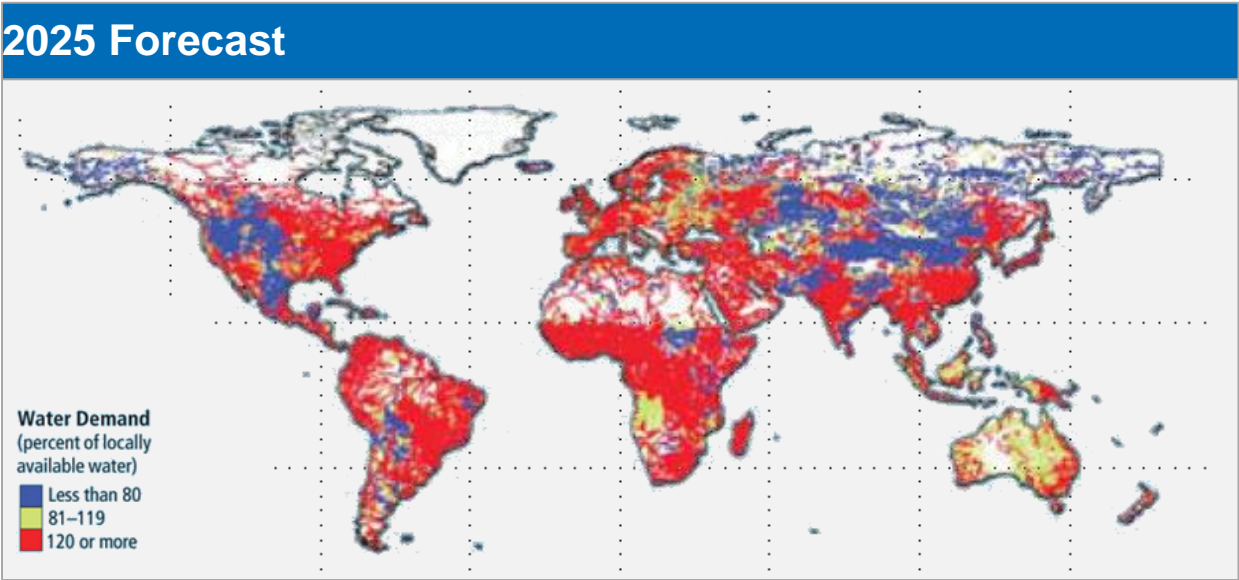 2025 Forecast
Water Demand
(percent of locally
available water)
Less than 80
81–119
120 or more